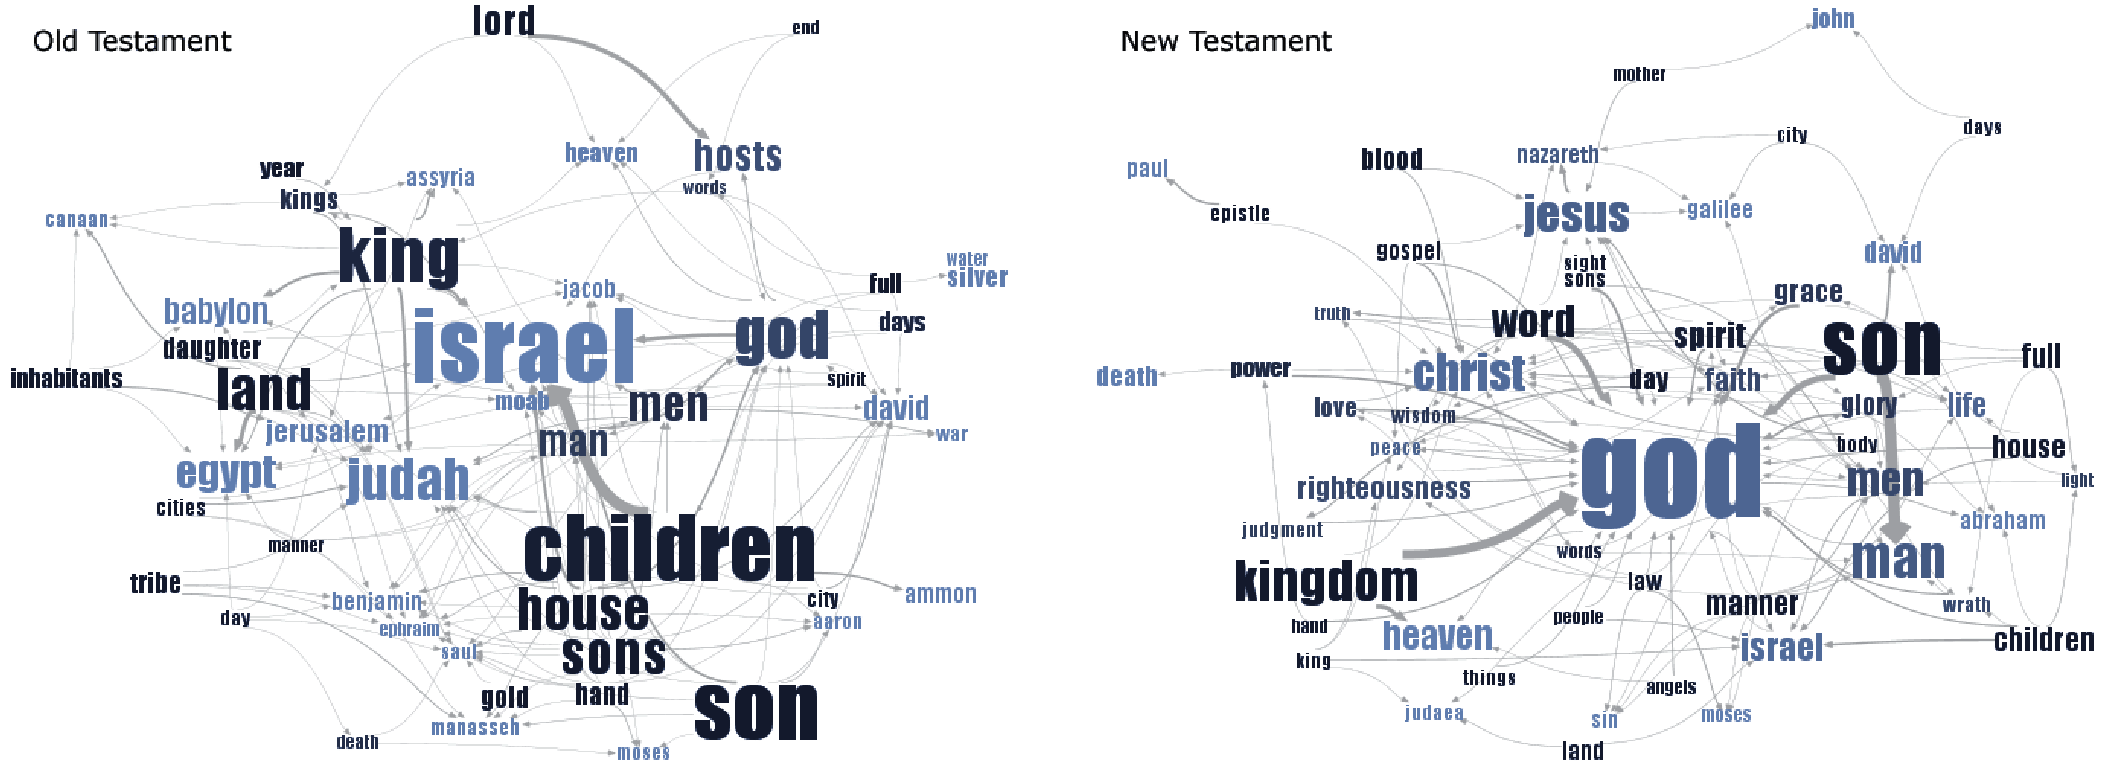 Old Testament
lord
end
heaven
hosts
year
assyria
words
kings
canaan
king
water
silver
full
jacob
babylon
israel
god
days
daughter
inhabitants
land
spirit
moab
men
david
jerusalem
man
war
egypt
judah
cities
manner
children
tribe
benjamin
city
ammon
day
house
ephraim
aaron
saul
sons
gold
hand
son
manasseh
death
moses
New Testament
john
mother
days
city
blood
nazareth
paul
epistle
jesus
galilee
gospel
sight
sons
david
grace
truth
word
spirit
son
full
death
power
christ
day
faith
love
wisdom
glory
life
peace
body
house
god
righteousness
men
light
judgment
abraham
words
man
kingdom
law
manner
wrath
hand
people
heaven
israel
children
king
things
angels
judaea
sin
moses
land